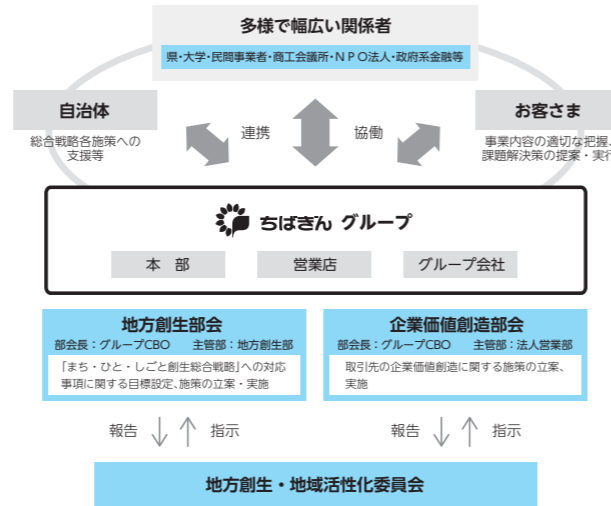 多様で幅広い関係者
県・大学・民間事業者・商工会議所・NPO法人・政府系金融等
自治体
総合戦略各施策への
支援等
連携
協働
お客さま
事業内容の適切な把握、
課題解決策の提案・実行
ちばぎん グループ
本 部
営業店
グループ会社
地方創生部会
部会長：グループCBO 主管部：地方創生部
「まち・ひと・しごと創生総合戦略」への対応
事項に関する目標設定、施策の立案・実施
企業価値創造部会
部会長：グループCBO 主管部：法人営業部
取引先の企業価値創造に関する施策の立案、
実施
報告
指示
報告
指示
地方創生・地域活性化委員会